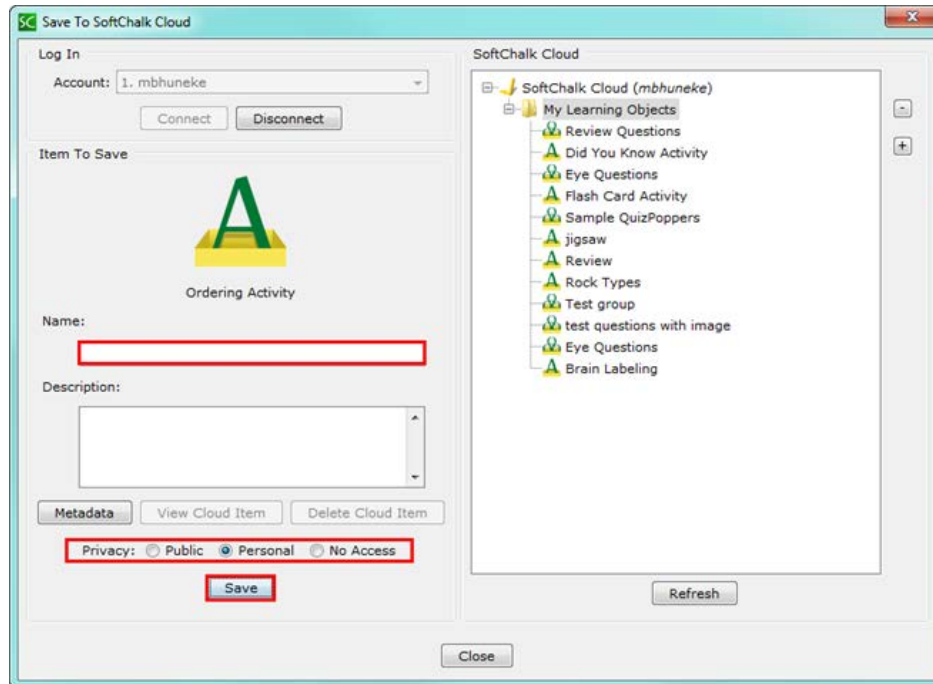 SC Save To SoftChalk Cloud
Log In
Account: 1. mbhuneke
Connect Disconnect
Item To Save
A
Ordering Activity
Name:
Description:
Metadata View Cloud Item Delete Cloud Item
Privacy: Public Personal No Access
Save
SoftChalk Cloud
SoftChalk Cloud (mbhuneke)
My Learning Objects
Review Questions
A Did You Know Activity
Eye Questions
A Flash Card Activity
Sample QuizPoppers
A jigsaw
A Review
A Rock Types
Test group
test questions with image
Eye Questions
A Brain Labeling
Refresh
Close